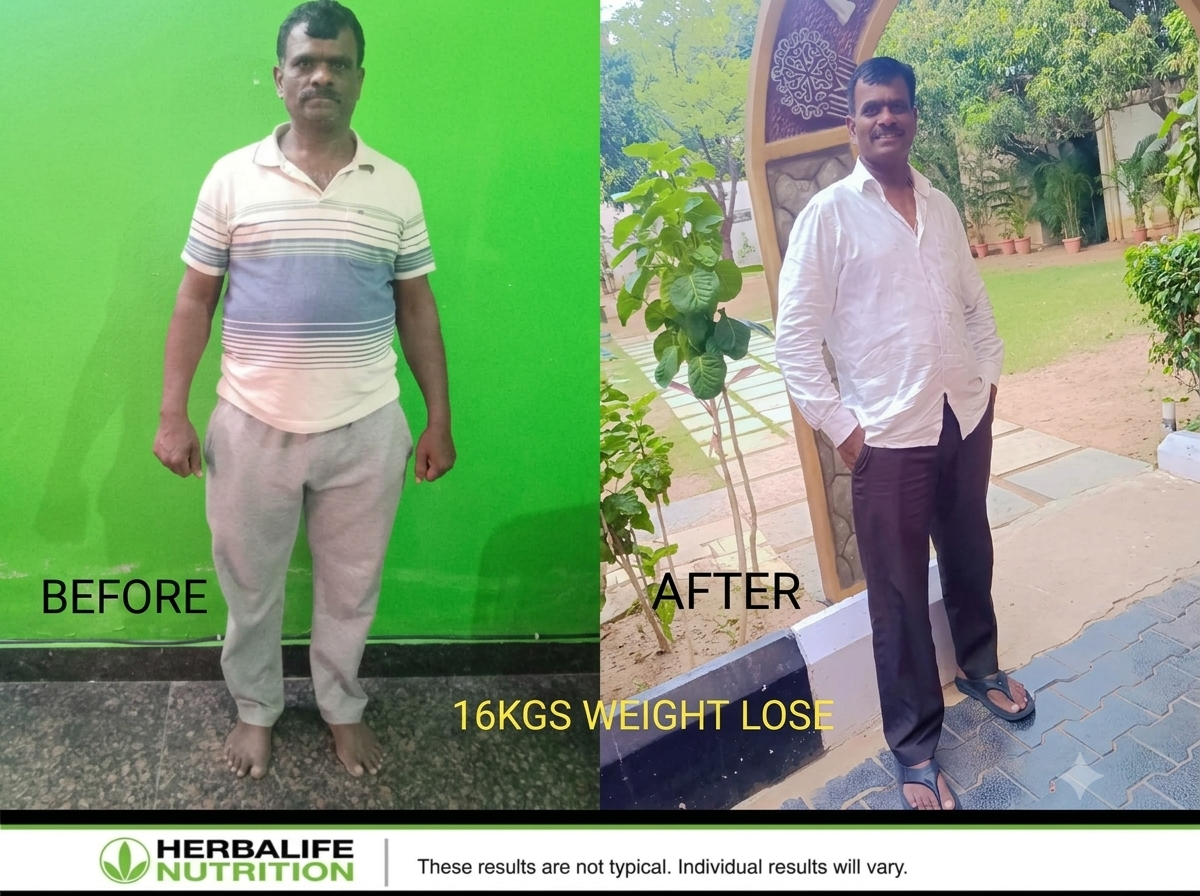 BEFORE
AFTER
16KGS WEIGHT LOSE
HERBALIFE
NUTRITION
These results are not typical. Individual results will vary.